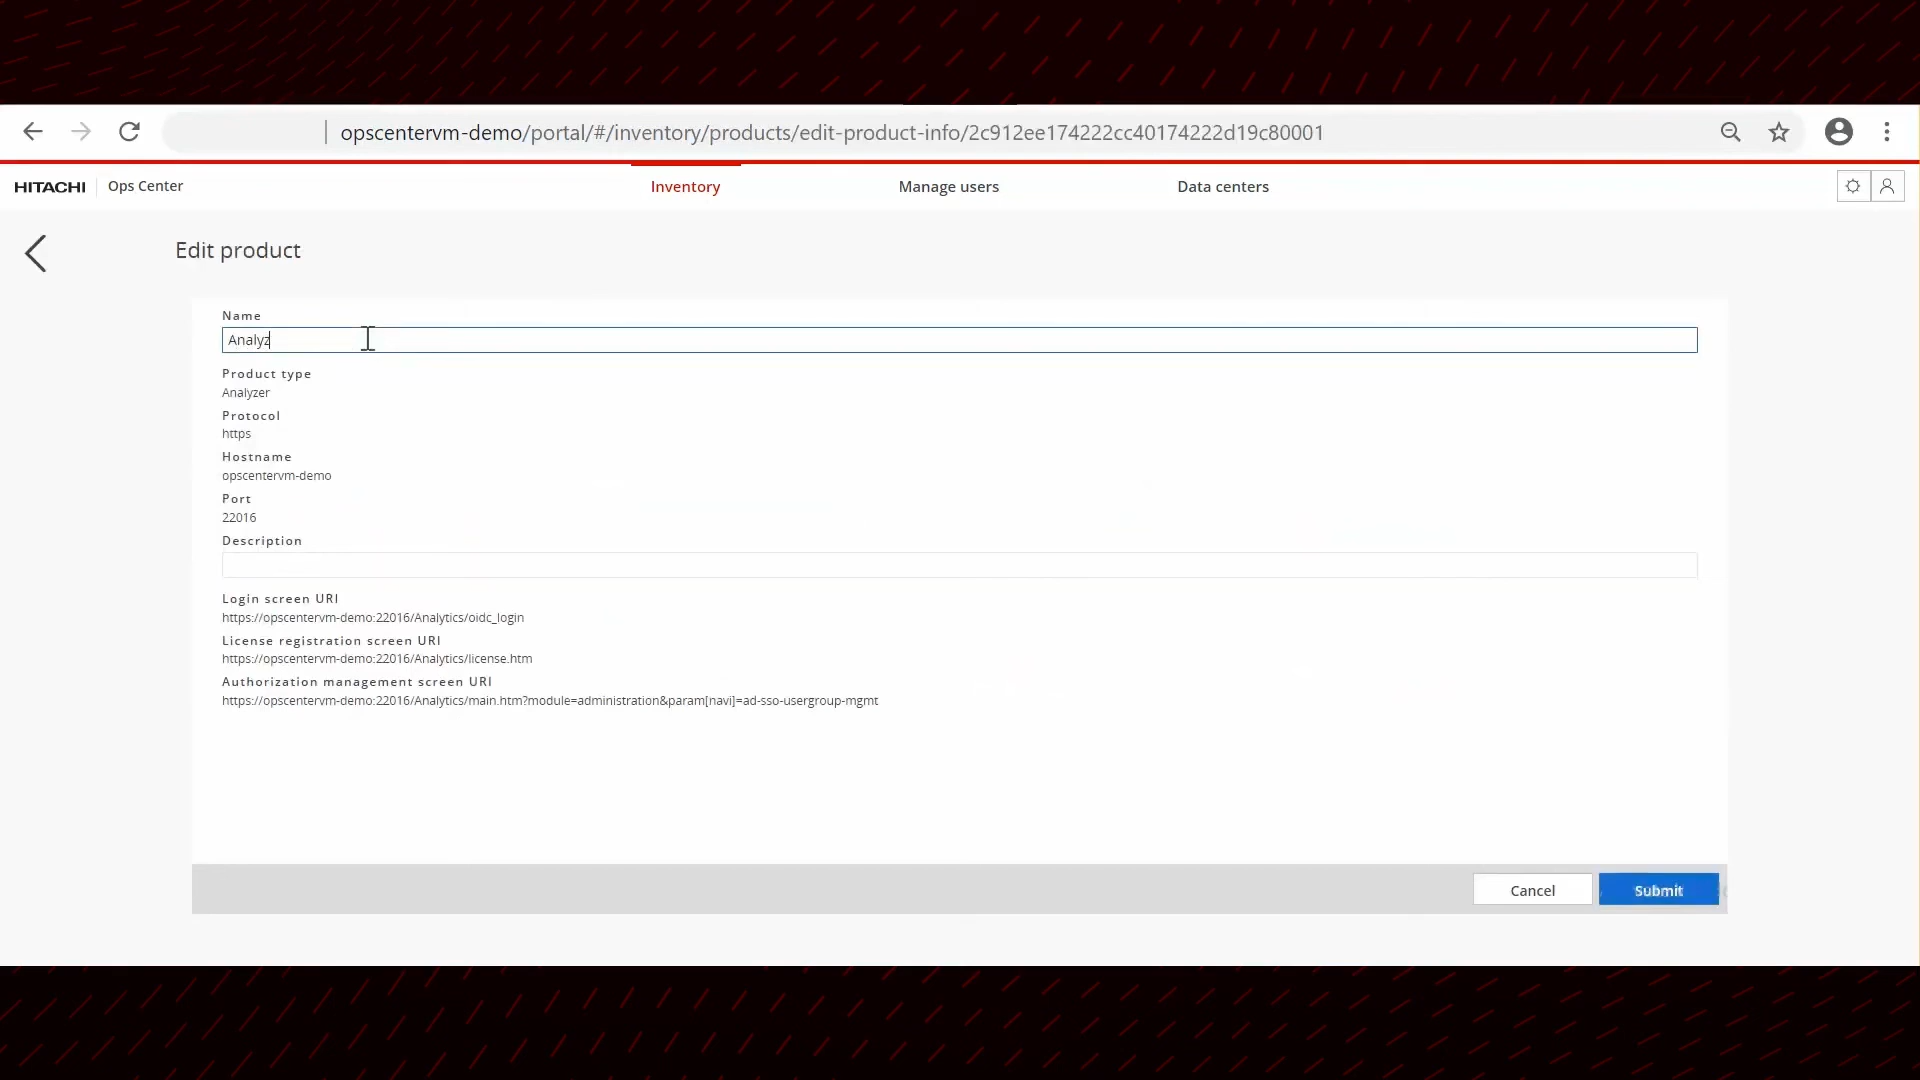 opscentervm-demo/portal/#/inventory/products/edit-product-info/2c912ee174222cc40174222d19c80001
HITACHI Ops Center Inventory Manage users Data centers
Edit product
Name
Analyz
Product type
Analyzer
Protocol
https
Hostname
opscentervm-demo
Port
22016
Description
Login screen URI
https://opscentervm-demo:22016/Analytics/oidc_login
License registration screen URI
https://opscentervm-demo:22016/Analytics/license.htm
Authorization management screen URI
https://opscentervm-demo:22016/Analytics/main.htm?module=administration&param[navi]=ad-sso-usergroup-mgmt
Cancel Submit